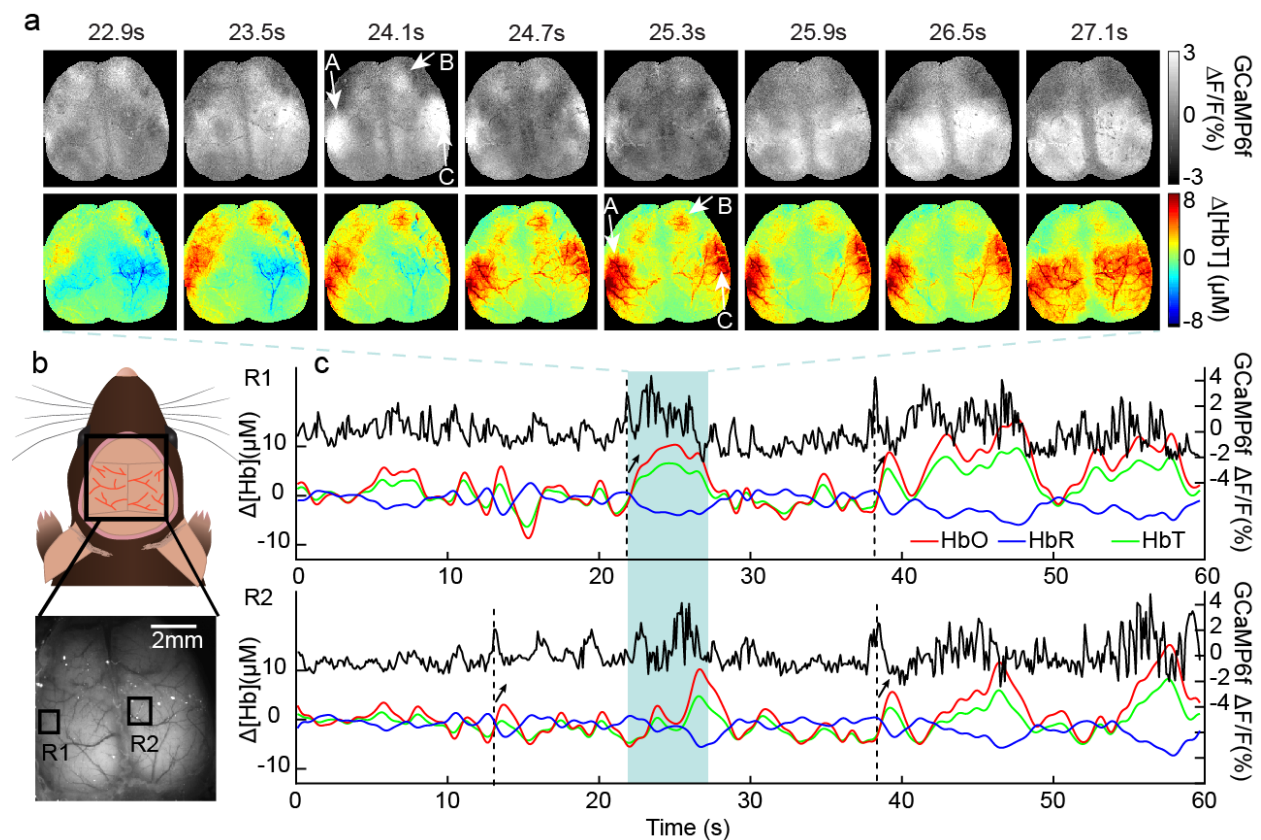 a
22.9s 23.5s 24.1s 24.7s 25.3s 25.9s 26.5s 27.1s
A B C
3
0
-3
GCaMP6f
ΔF/F(%)
A B C
8
0
-8
Δ[HbT] (μM)
b
2mm
R1 R2
c
R1
Δ[Hb](μM)
10
0
-10
4
2
0
-2
-4
GCaMP6f ΔF/F(%)
HbO HbR HbT
0 10 20 30 40 50 60
R2
Δ[Hb](μM)
10
0
-10
4
2
0
-2
-4
GCaMP6f ΔF/F(%)
0 10 20 30 40 50 60
Time (s)